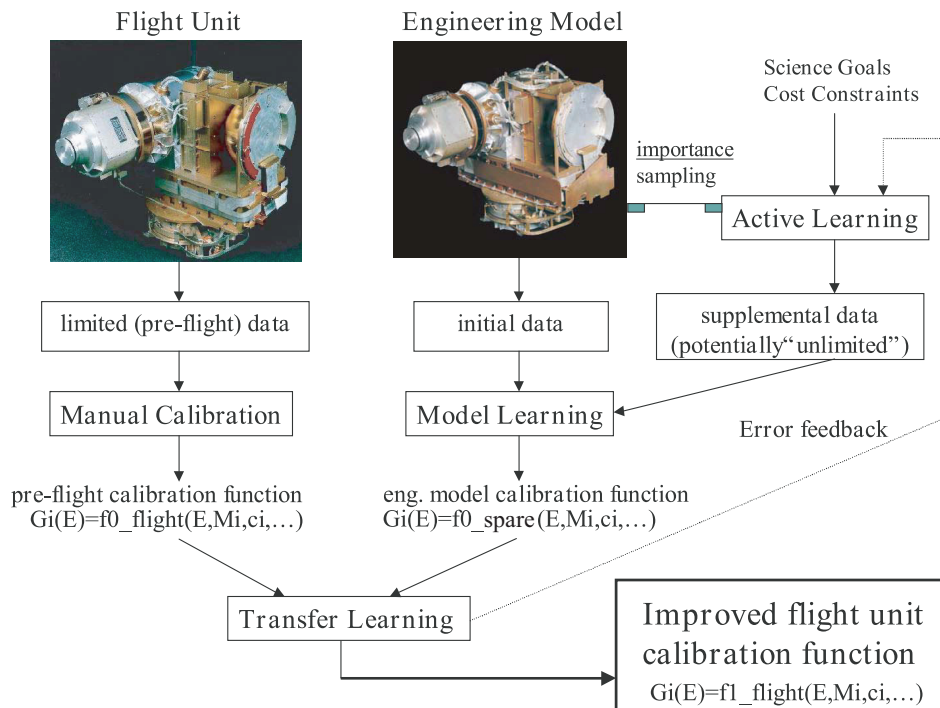 Flight Unit
Engineering Model
Science Goals
Cost Constraints
importance
sampling
Active Learning
limited (pre-flight) data
initial data
supplemental data
(potentially“unlimited”)
Manual Calibration
Model Learning
Error feedback
pre-flight calibration function
Gi(E)=f0_flight(E,Mi,ci,…)
eng. model calibration function
Gi(E)=f0_spare(E,Mi,ci,…)
Transfer Learning
Improved flight unit
calibration function
Gi(E)=f1_flight(E,Mi,ci,…)